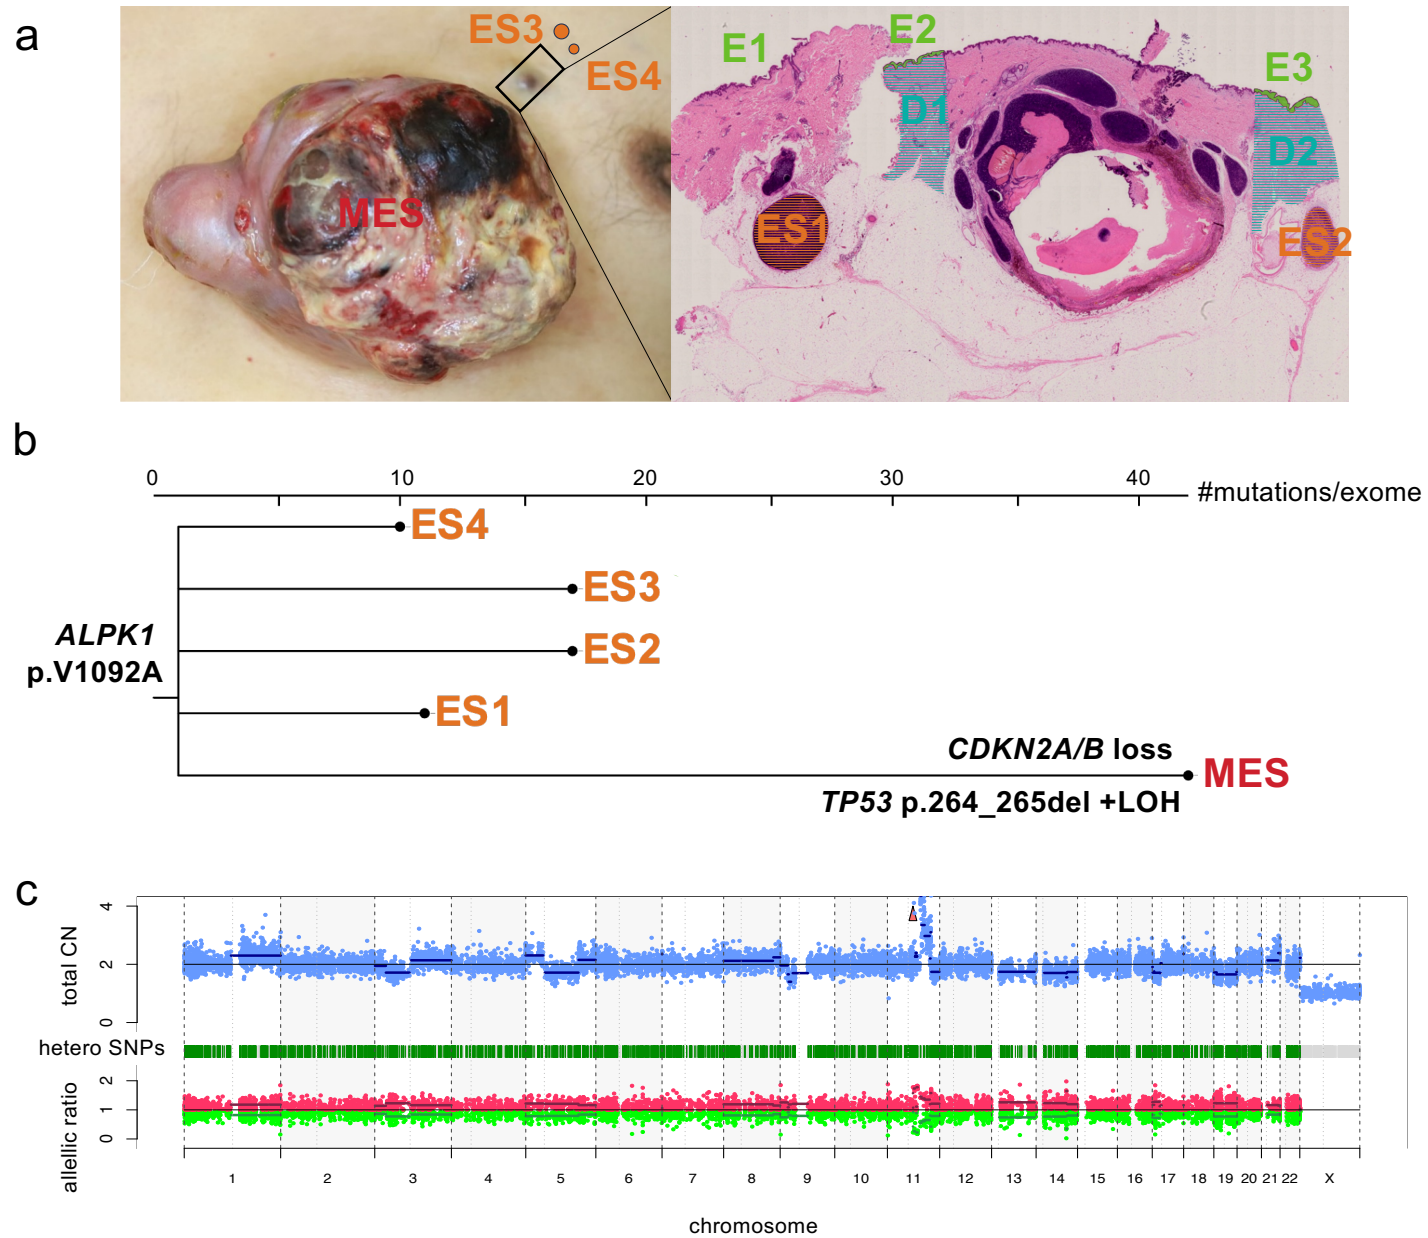 a
ES3
ES4
MES
E1
E2
E3
D1
D2
ES1
ES2
b
0 10 20 30 40
#mutations/exome
ES4
ES3
ALPK1
p.V1092A
ES2
ES1
CDKN2A/B loss
MES
TP53 p.264_265del +LOH
c
total CN
4
2
0
hetero SNPs
allellic ratio
2
1
0
1 2 3 4 5 6 7 8 9 10 11 12 13 14 15 16 17 18 19 20 21 22 X
chromosome